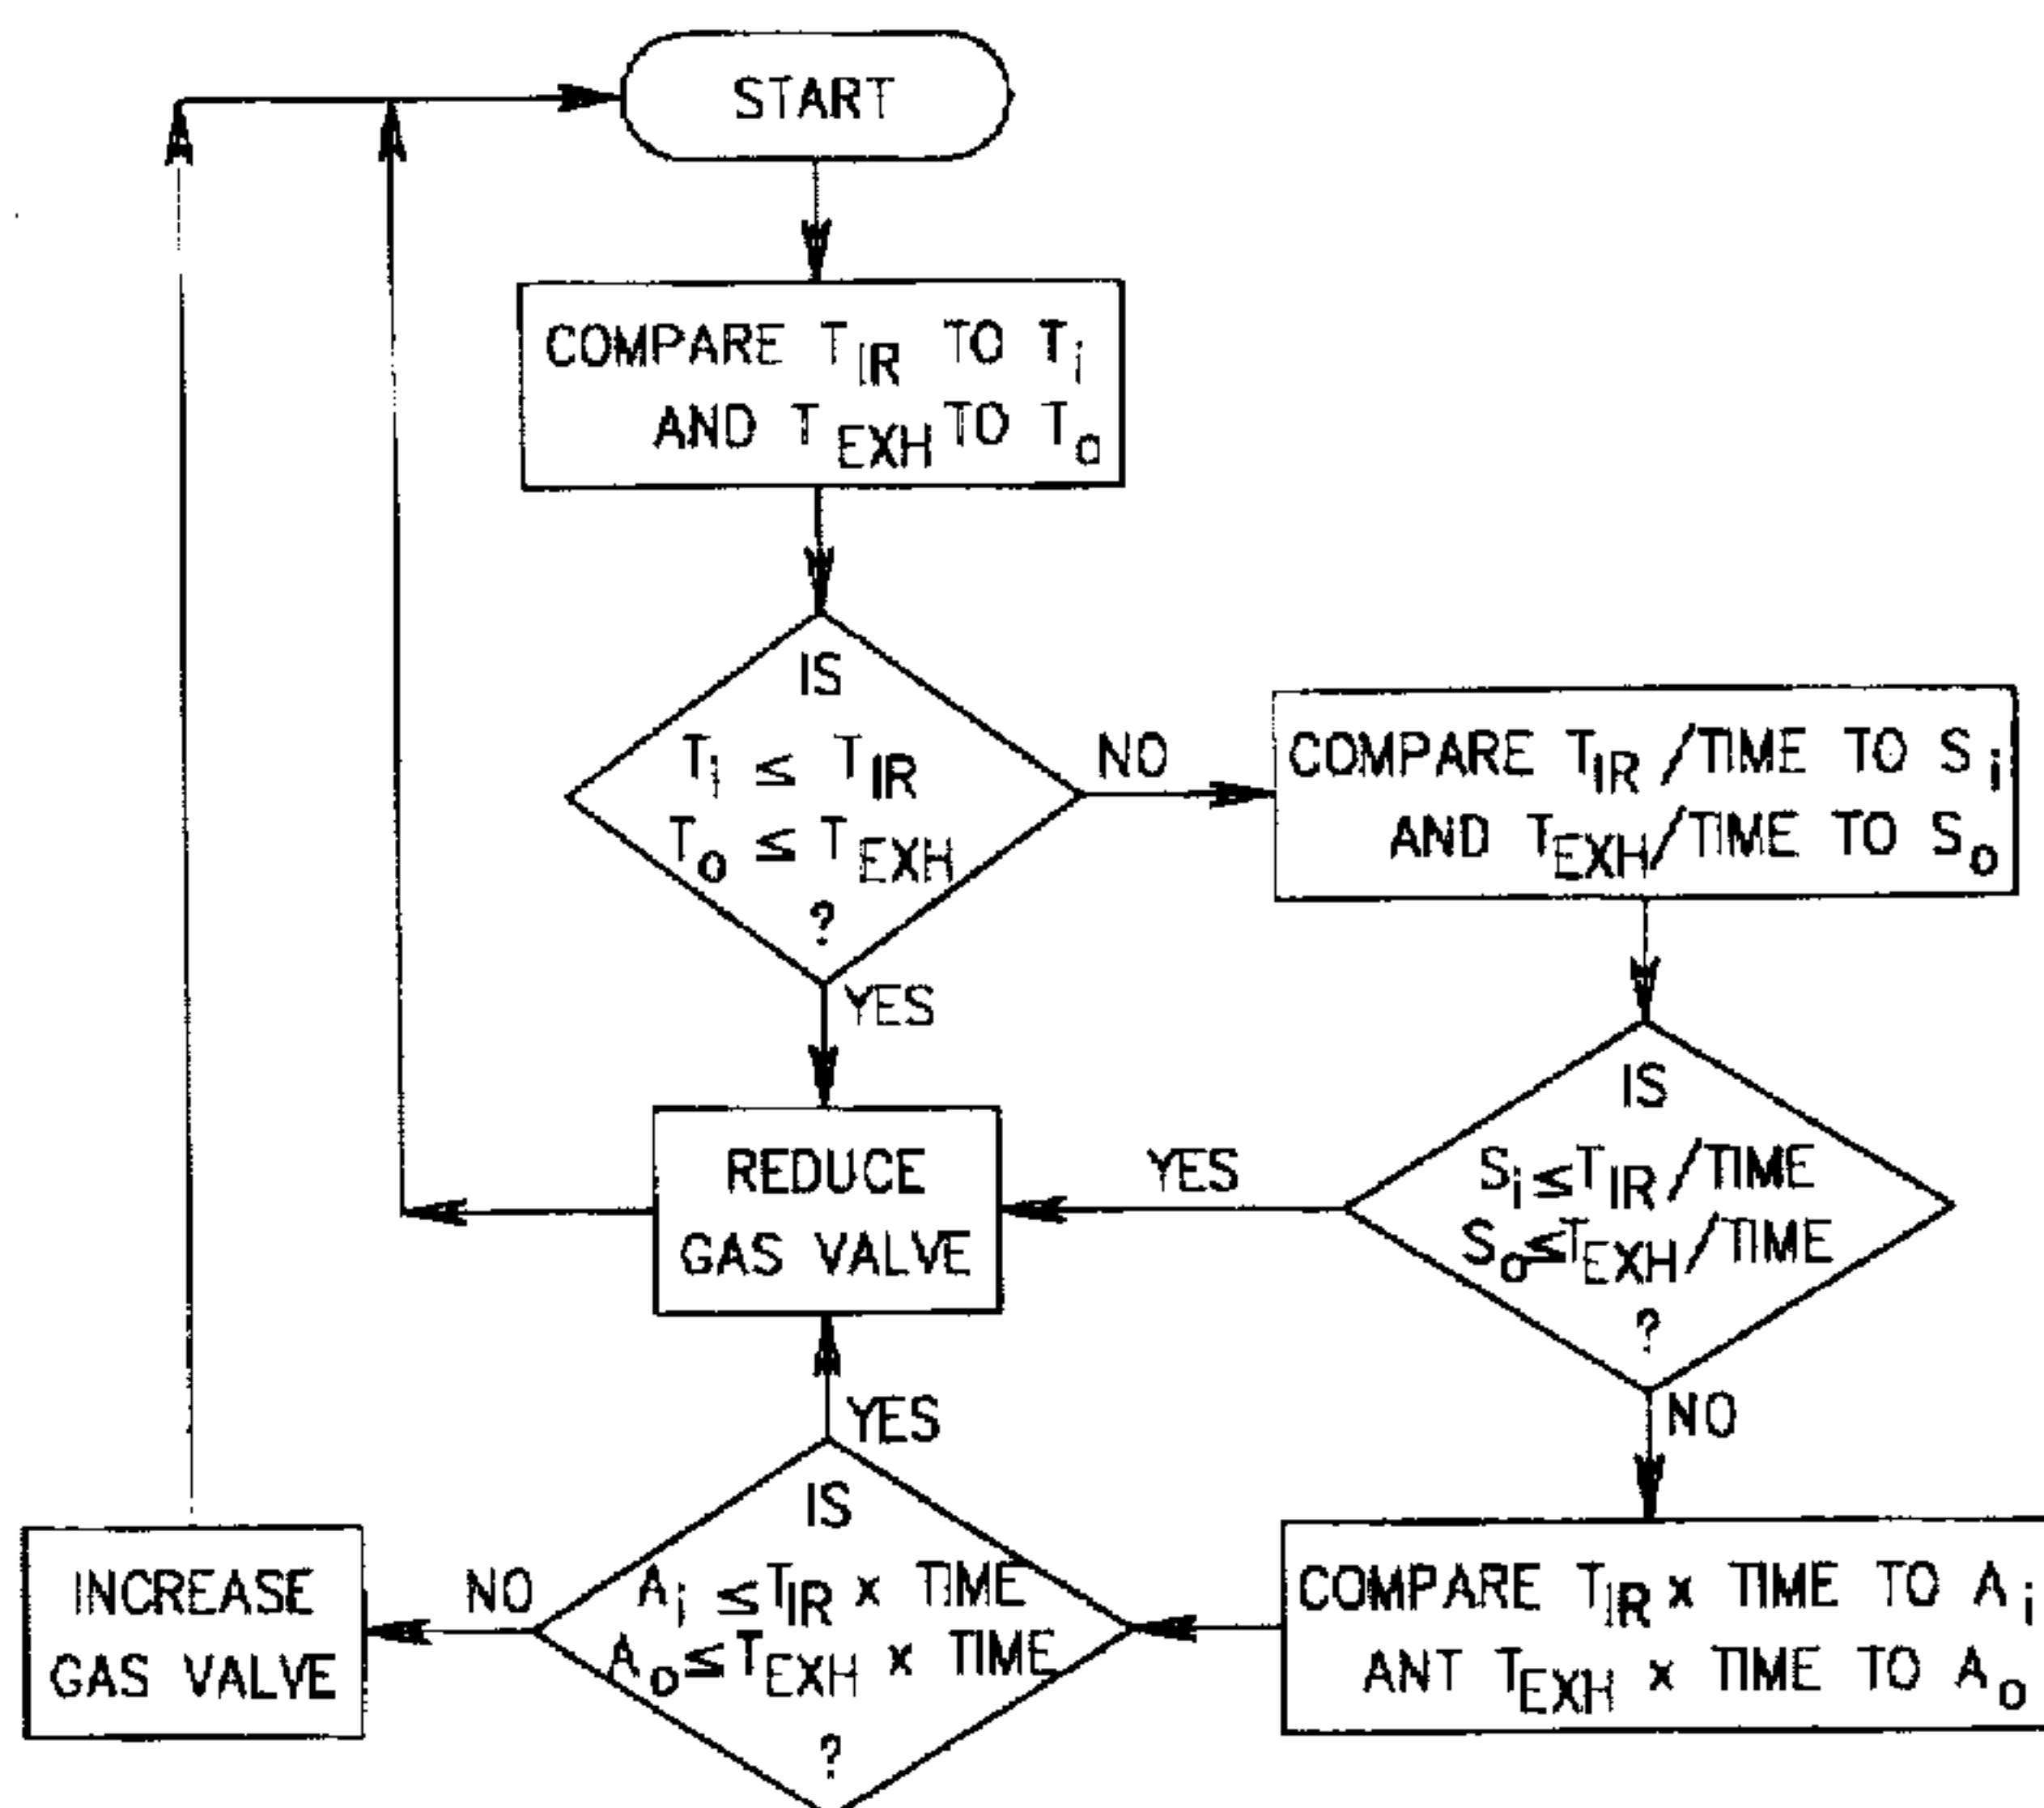 START
COMPARE T_IR TO T_i
AND T_EXH TO T_o
IS
T_i ≤ T_IR
T_o ≤ T_EXH
?
NO
YES
COMPARE T_IR /TIME TO S_i
AND T_EXH/TIME TO S_o
IS
S_i≤T_IR/TIME
S_o≤T_EXH/TIME
?
YES
NO
REDUCE
GAS VALVE
COMPARE T_IR x TIME TO A_i
ANT T_EXH x TIME TO A_o
YES
IS
A_i ≤T_IR x TIME
A_o≤T_EXH x TIME
?
NO
INCREASE
GAS VALVE